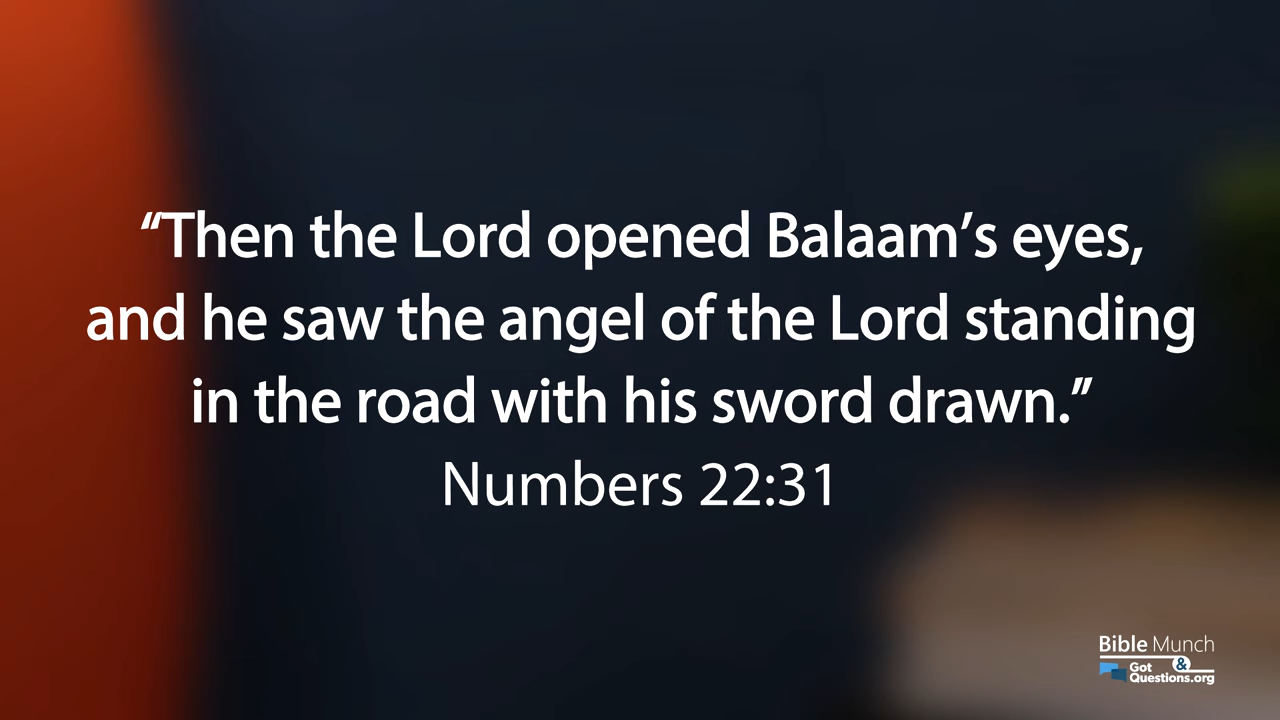 “Then the Lord opened Balaam’s eyes,
and he saw the angel of the Lord standing
in the road with his sword drawn.”
Numbers 22:31
Bible Munch
&
Got
Questions.org